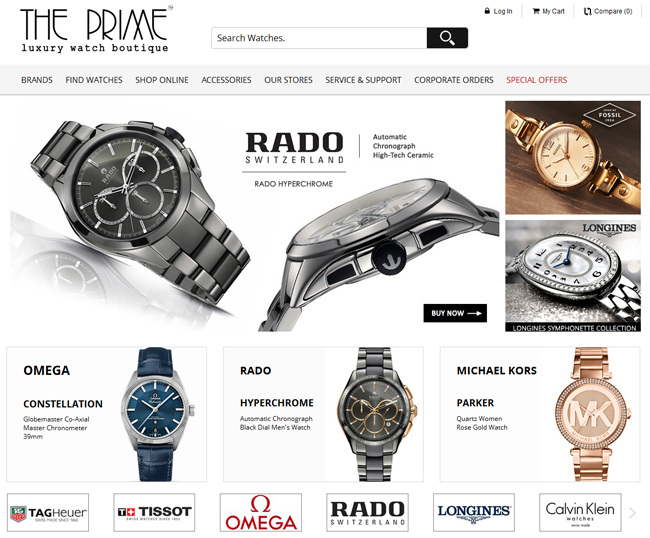 THE PRIME
luxury watch boutique
Search Watches.
Log In
My Cart
Compare (0)
BRANDS
FIND WATCHES
SHOP ONLINE
ACCESSORIES
OUR STORES
SERVICE & SUPPORT
CORPORATE ORDERS
SPECIAL OFFERS
RADO
RADO
SWITZERLAND
Automatic
Chronograph
High-Tech Ceramic
RADO HYPERCHROME
BUY NOW
FOSSIL
1954
LONGINES
LONGINES SYMPHONETTE COLLECTION
OMEGA
CONSTELLATION
Globemaster Co-Axial
Master Chronometer
39mm
RADO
HYPERCHROME
Automatic Chronograph
Black Dial Men's Watch
MICHAEL KORS
PARKER
Quartz Women
Rose Gold Watch
MK
TAGHeuer
SWISS MADE SINCE 1860
TISSOT
SWISS WATCHES SINCE 1853
OMEGA
RADO
SWITZERLAND
LONGINES
Calvin Klein
watches
swiss made